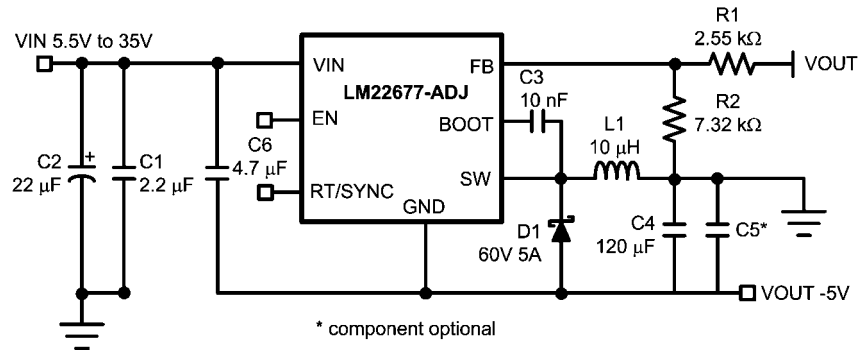 R1
VIN 5.5V to 35V
2.55 kΩ
VIN
FB
VOUT
C3
LM22677-ADJ
10 nF
R2
7.32 kΩ
EN
BOOT
L1
10 µH
C6
4.7 µF
C2
22 µF
+
C1
2.2 µF
RT/SYNC
SW
GND
D1
60V 5A
C4
120 µF
C5*
VOUT -5V
* component optional